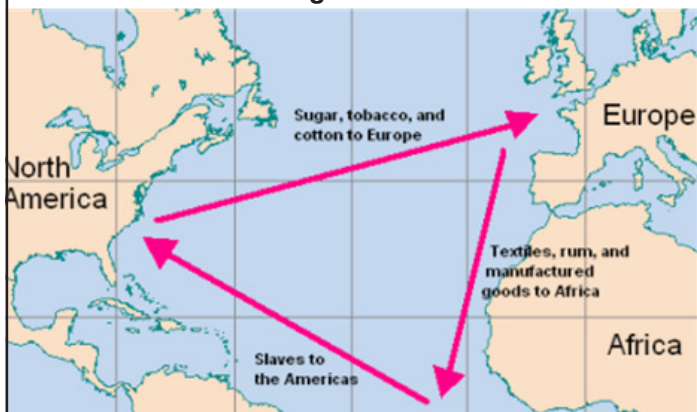 Sugar, tobacco, and
cotton to Europe
Europe
North
America
Textiles, rum, and
manufactured
goods to Africa
Africa
Slaves to
the Americas